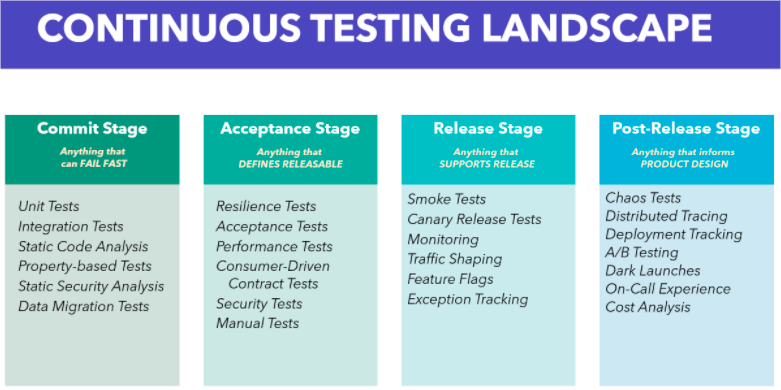 CONTINUOUS TESTING LANDSCAPE
Commit Stage
Anything that
can FAIL FAST
Unit Tests
Integration Tests
Static Code Analysis
Property-based Tests
Static Security Analysis
Data Migration Tests
Acceptance Stage
Anything that
DEFINES RELEASABLE
Resilience Tests
Acceptance Tests
Performance Tests
Consumer-Driven
Contract Tests
Security Tests
Manual Tests
Release Stage
Anything that
SUPPORTS RELEASE
Smoke Tests
Canary Release Tests
Monitoring
Traffic Shaping
Feature Flags
Exception Tracking
Post-Release Stage
Anything that informs
PRODUCT DESIGN
Chaos Tests
Distributed Tracing
Deployment Tracking
A/B Testing
Dark Launches
On-Call Experience
Cost Analysis